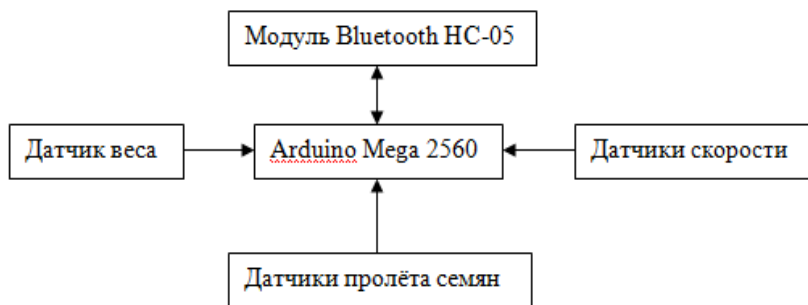 Модуль Bluetooth HC-05
Датчик веса
Arduino Mega 2560
Датчики скорости
Датчики пролёта семян